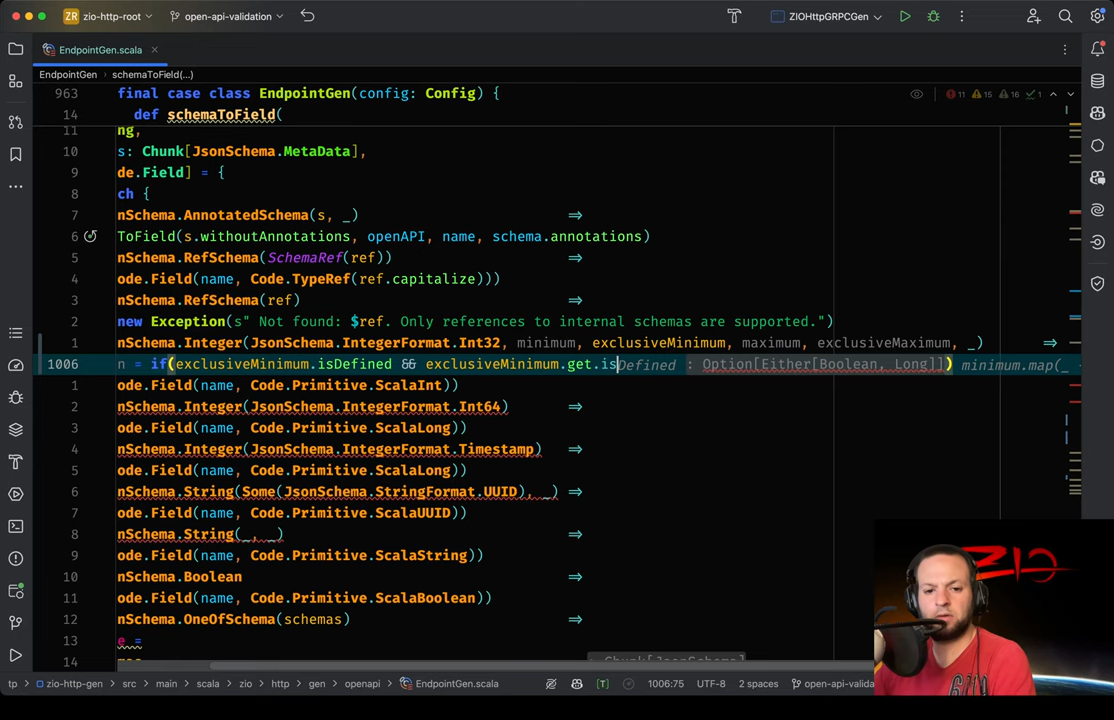 ZR zip-http-root open-api-validation ZIOHttpGRPCGen
EndpointGen.scala
EndpointGen > schemaToField(...)
963 final case class EndpointGen(config: Config) { 11 15 16 1
14 def schemaToField(
11 ng,
10 s: Chunk[JsonSchema.MetaData],
9 de.Field] = {
8 ch {
7 nSchema.AnnotatedSchema(s, _) ⇒
6 ToField(s.withoutAnnotations, openAPI, name, schema.annotations)
5 nSchema.RefSchema(SchemaRef(ref)) ⇒
4 ode.Field(name, Code.TypeRef(ref.capitalize)))
3 nSchema.RefSchema(ref) ⇒
2 new Exception(s" Not found: $ref. Only references to internal schemas are supported.")
1 nSchema.Integer(JsonSchema.IntegerFormat.Int32, minimum, exclusiveMinimum, maximum, exclusiveMaximum, _) ⇒
1006 n = if(exclusiveMinimum.isDefined && exclusiveMinimum.get.isDefined : Option[Either[Boolean, Long]]) minimum.map(_
1 ode.Field(name, Code.Primitive.ScalaInt)
2 nSchema.Integer(JsonSchema.IntegerFormat.Int64) ⇒
3 ode.Field(name, Code.Primitive.ScalaLong))
4 nSchema.Integer(JsonSchema.IntegerFormat.Timestamp) ⇒
5 ode.Field(name, Code.Primitive.ScalaLong))
6 nSchema.String(Some(JsonSchema.StringFormat.UUID), _) ⇒
7 ode.Field(name, Code.Primitive.ScalaUUID))
8 nSchema.String(_, _) ⇒
9 ode.Field(name, Code.Primitive.ScalaString))
10 nSchema.Boolean ⇒
11 ode.Field(name, Code.Primitive.ScalaBoolean))
12 nSchema.OneOfSchema(schemas) ⇒
13 e =
14
ZIO
tp > zio-http-gen > src > main > scala > zio > http > gen > openapi > EndpointGen.scala 1006:75 UTF-8 2 spaces open-api-valida